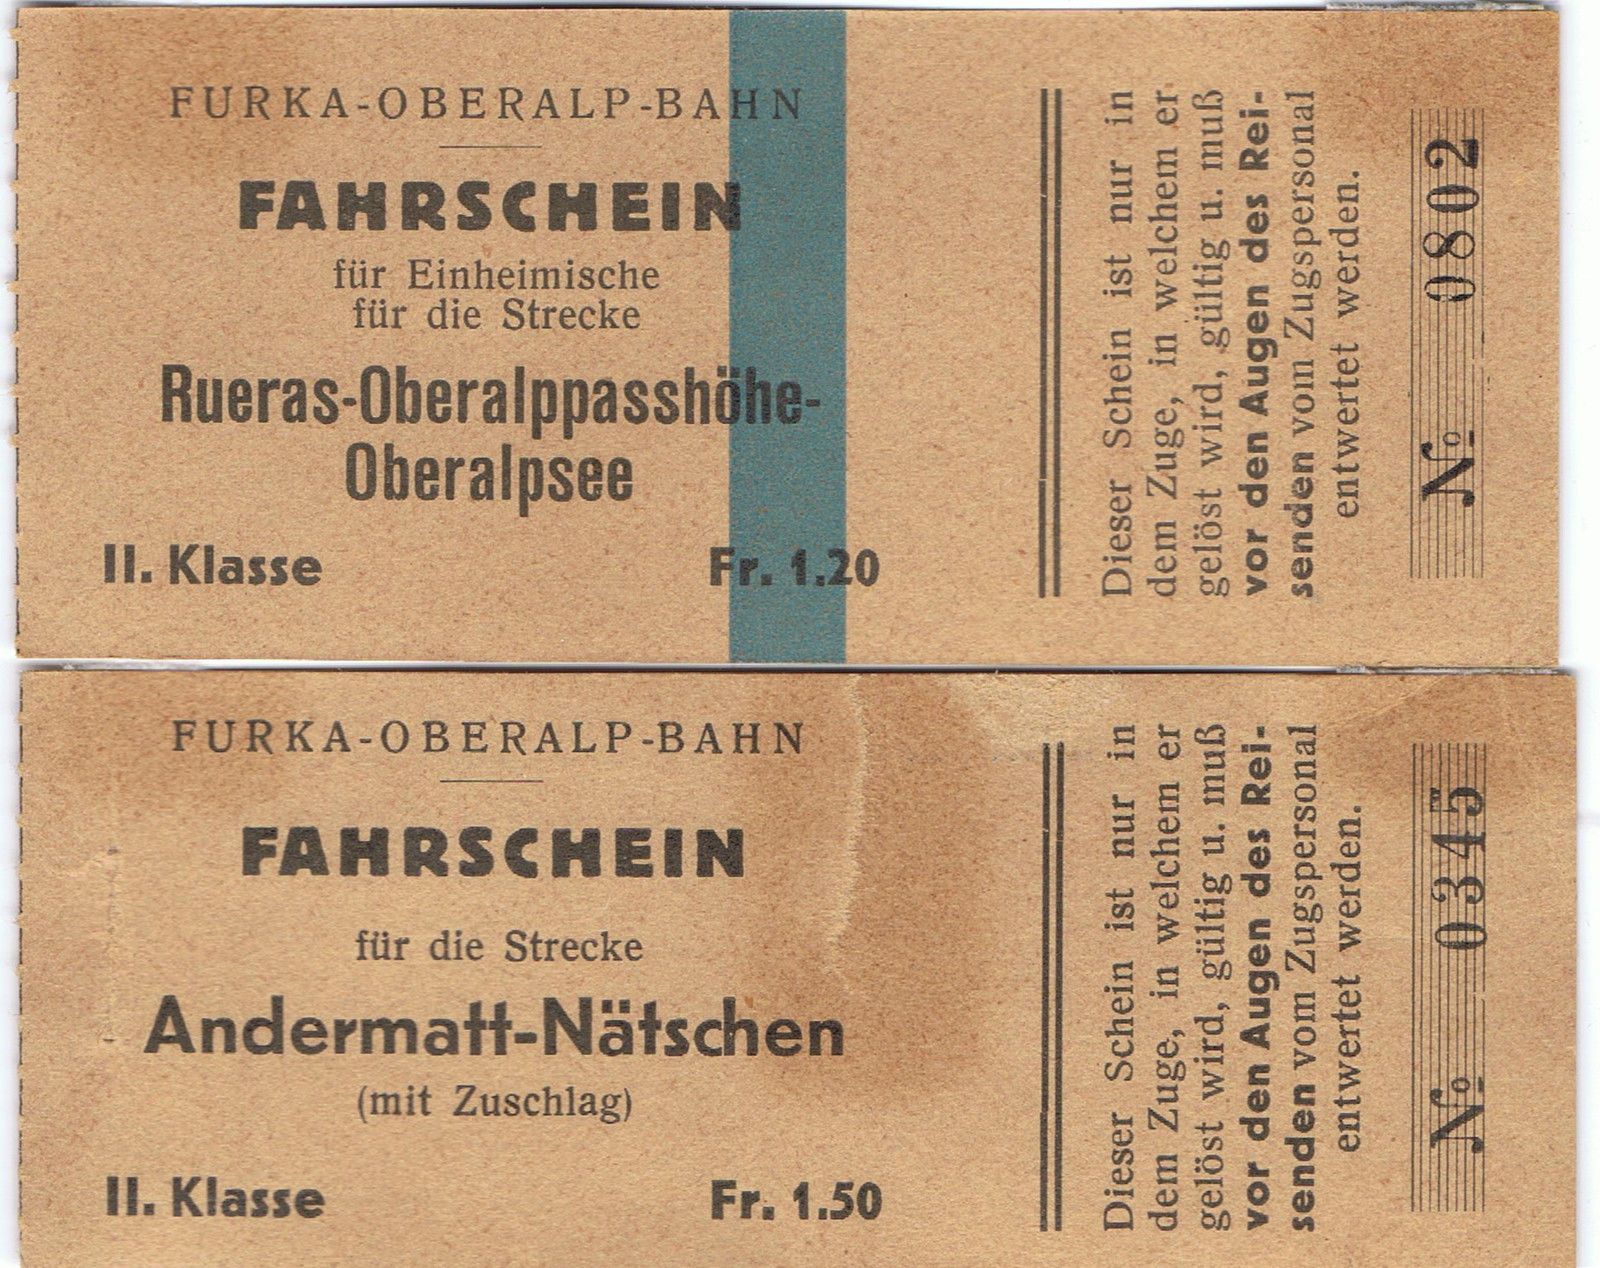 FURKA-OBERALP-BAHN
FAHRSCHEIN
für Einheimische
für die Strecke
Rueras-Oberalppasshöhe-
Oberalpsee
II. Klasse Fr. 1.20
Dieser Schein ist nur in
dem Zuge, in welchem er
gelöst wird, gültig u. muß
vor den Augen des Rei-
senden vom Zugspersonal
entwertet werden.
№ 0802
FURKA-OBERALP-BAHN
FAHRSCHEIN
für die Strecke
Andermatt-Nätschen
(mit Zuschlag)
II. Klasse Fr. 1.50
Dieser Schein ist nur in
dem Zuge, in welchem er
gelöst wird, gültig u. muß
vor den Augen des Rei-
senden vom Zugspersonal
entwertet werden.
№ 0345